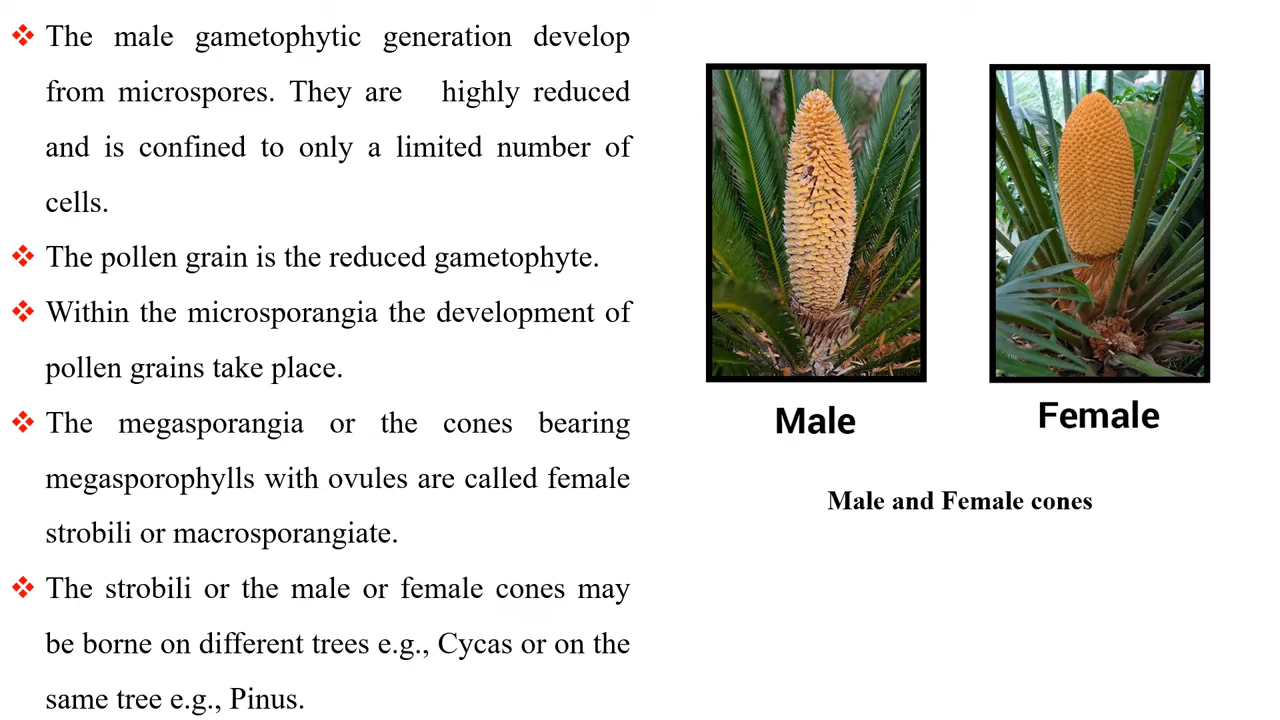 The male gametophytic generation develop
from microspores. They are highly reduced
and is confined to only a limited number of
cells.
The pollen grain is the reduced gametophyte.
Within the microsporangia the development of
pollen grains take place.
The megasporangia or the cones bearing
megasporophylls with ovules are called female
strobili or macrosporangiate.
The strobili or the male or female cones may
be borne on different trees e.g., Cycas or on the
same tree e.g., Pinus.
Male
Female
Male and Female cones